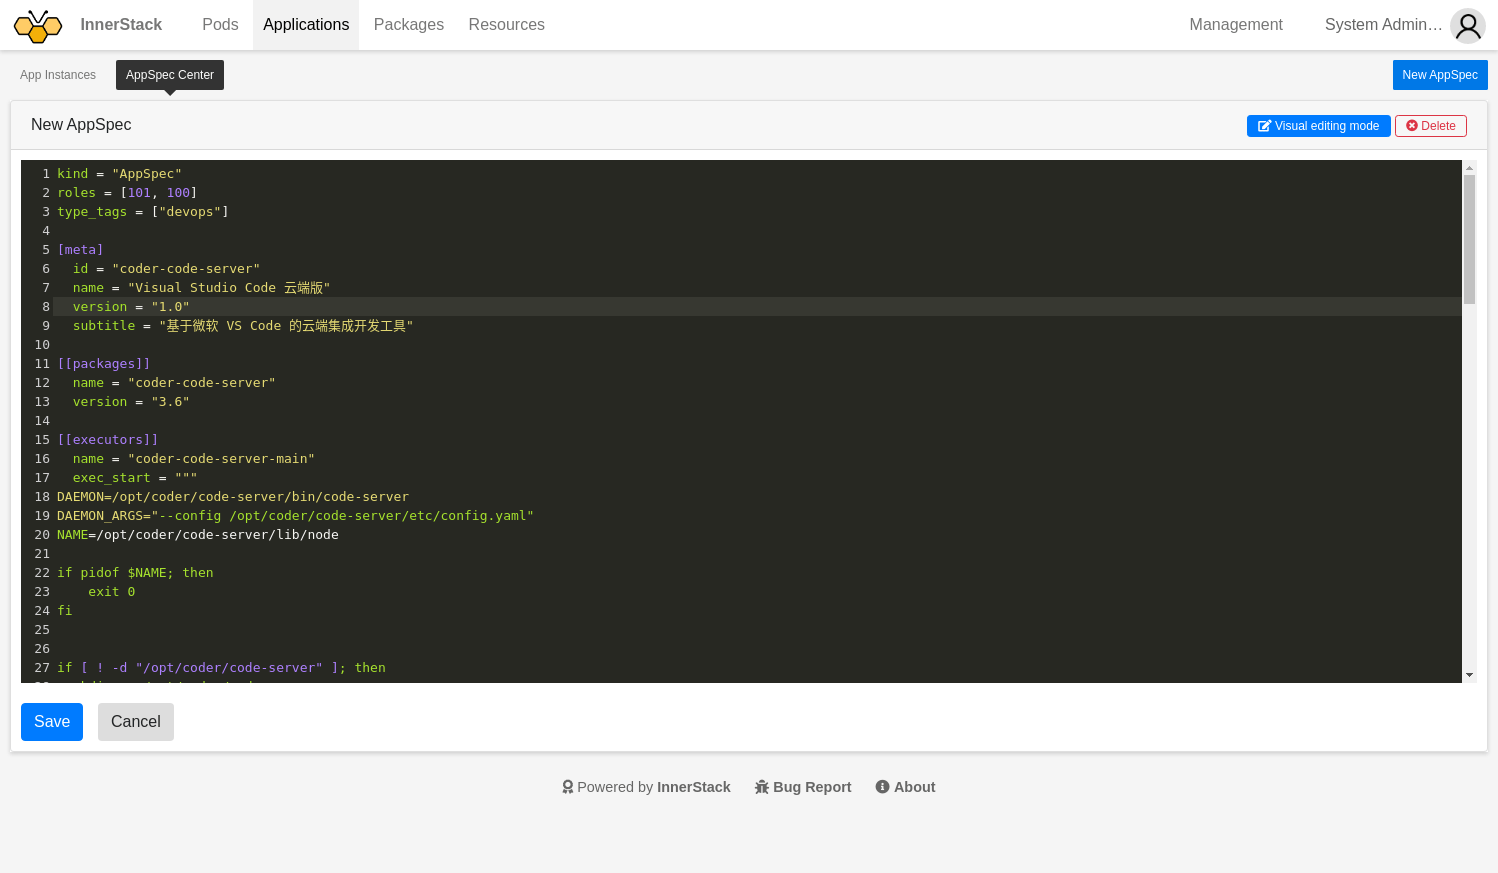 InnerStack Pods Applications Packages Resources Management System Admin…
App Instances AppSpec Center New AppSpec
New AppSpec Visual editing mode Delete
1 kind = "AppSpec"
2 roles = [101, 100]
3 type_tags = ["devops"]
4
5 [meta]
6 id = "coder-code-server"
7 name = "Visual Studio Code 云端版"
8 version = "1.0"
9 subtitle = "基于微软 VS Code 的云端集成开发工具"
10
11 [[packages]]
12 name = "coder-code-server"
13 version = "3.6"
14
15 [[executors]]
16 name = "coder-code-server-main"
17 exec_start = """
18 DAEMON=/opt/coder/code-server/bin/code-server
19 DAEMON_ARGS="--config /opt/coder/code-server/etc/config.yaml"
20 NAME=/opt/coder/code-server/lib/node
21
22 if pidof $NAME; then
23 exit 0
24 fi
25
26
27 if [ ! -d "/opt/coder/code-server" ]; then
Save Cancel
Powered by InnerStack Bug Report About